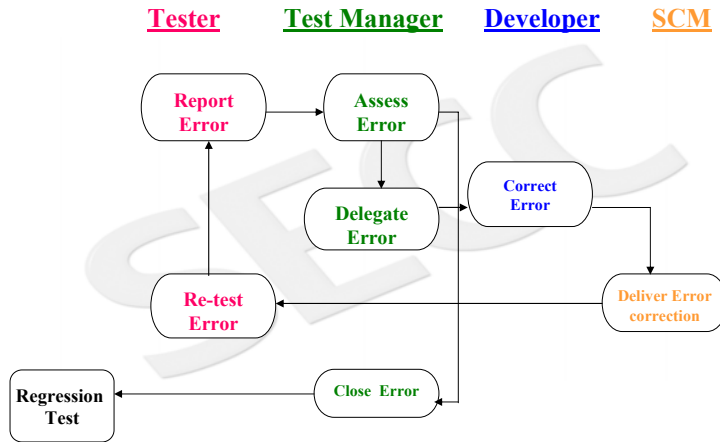 Tester Test Manager Developer SCM
Report
Error
Assess
Error
Delegate
Error
Correct
Error
Re-test
Error
Deliver Error
correction
Close Error
Regression
Test
SECC